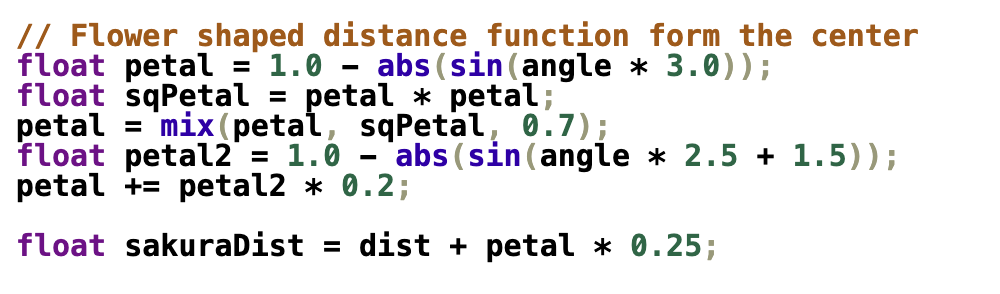 // Flower shaped distance function form the center
float petal = 1.0 - abs(sin(angle * 3.0));
float sqPetal = petal * petal;
petal = mix(petal, sqPetal, 0.7);
float petal2 = 1.0 - abs(sin(angle * 2.5 + 1.5));
petal += petal2 * 0.2;
float sakuraDist = dist + petal * 0.25;